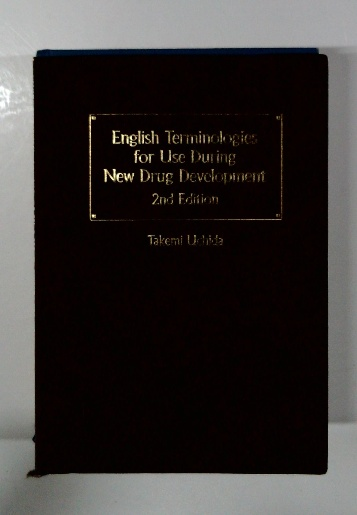 English Terminologies
for Use During
New Drug Development
2nd Edition
Takemi Uchida